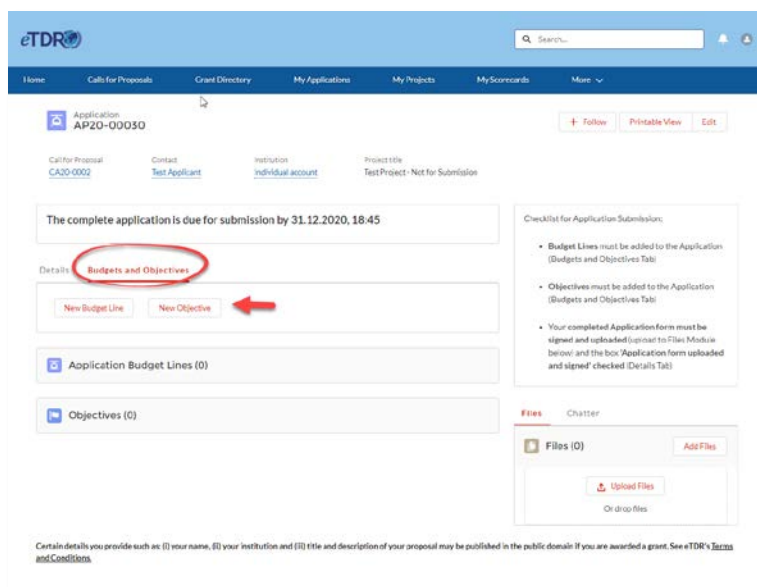 eTDR
Search...
Home Calls for Proposals Grant Directory My Applications My Projects My Scorecards More
Application
AP20-00030
+ Follow Printable View Edit
Call for Proposal Contact Institution Project title
CA20-0002 Test Applicant individual account Test Project - Not for Submission
The complete application is due for submission by 31.12.2020, 18:45
Details Budgets and Objectives
New Budget Line New Objective
Application Budget Lines (0)
Objectives (0)
Checklist for Application Submission:
• Budget Lines must be added to the Application
(Budgets and Objectives Tab)
• Objectives must be added to the Application
(Budgets and Objectives Tab)
• Your completed Application form must be
signed and uploaded (upload to Files Module
below) and the box 'Application form uploaded
and signed' checked (Details Tab)
Files Chatter
Files (0) Add Files
Upload Files
Or drop files
Certain details you provide such as: (i) your name, (ii) your institution and (iii) title and description of your proposal may be published in the public domain if you are awarded a grant. See eTDR's Terms
and Conditions.